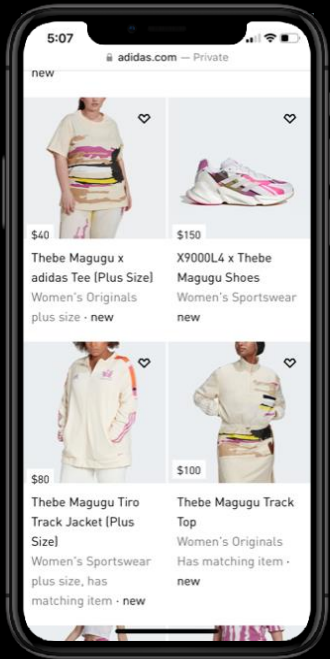 5:07
adidas.com — Private
new
$40
Thebe Magugu x
adidas Tee (Plus Size)
Women's Originals
plus size · new
$150
X9000L4 x Thebe
Magugu Shoes
Women's Sportswear
new
$80
Thebe Magugu Tiro
Track Jacket (Plus
Size)
Women's Sportswear
plus size, has
matching item · new
$100
Thebe Magugu Track
Top
Women's Originals
Has matching item ·
new